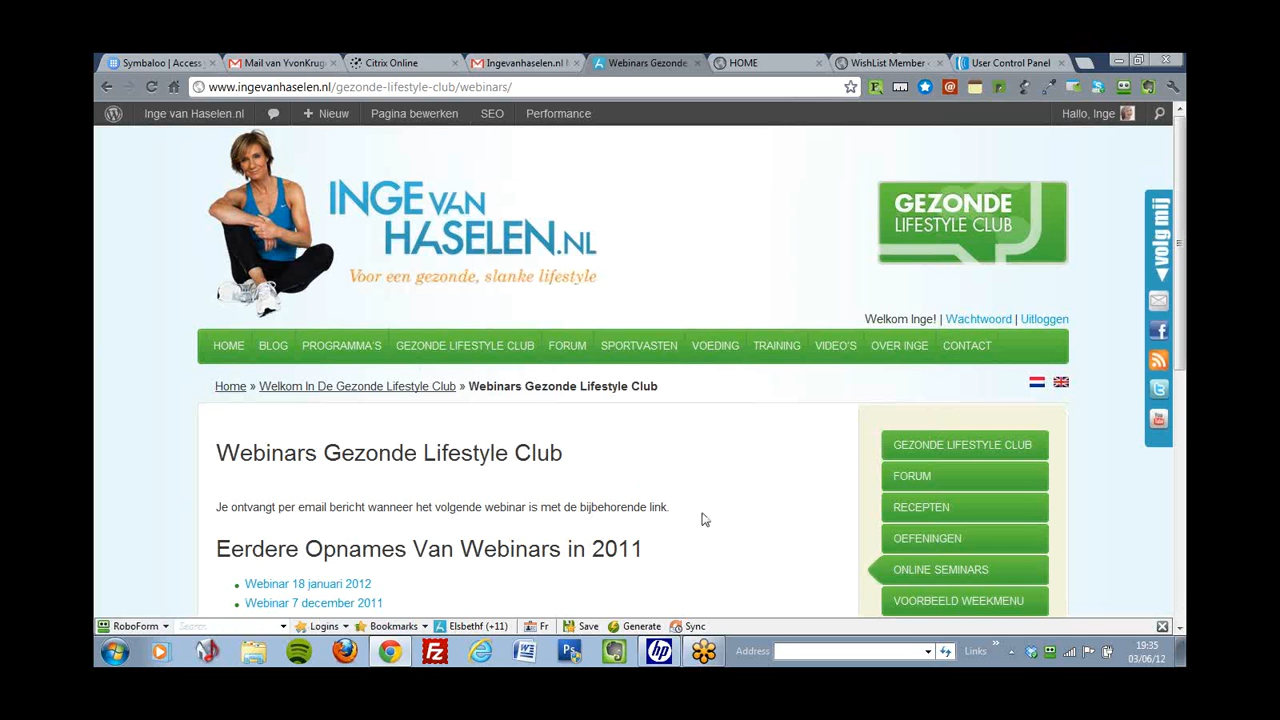 Symbaloo | Access
Mail van YvonKrug
Citrix Online
Ingevanhaselen.nl
Webinars Gezonde
HOME
WishList Member
User Control Panel
www.ingevanhaselen.nl/gezonde-lifestyle-club/webinars/
Inge van Haselen.nl
+ Nieuw
Pagina bewerken
SEO
Performance
Hallo, Inge
INGE VAN
HASELEN.NL
Voor een gezonde, slanke lifestyle
GEZONDE
LIFESTYLE CLUB
volg mij
Welkom Inge! | Wachtwoord | Uitloggen
HOME BLOG PROGRAMMA'S GEZONDE LIFESTYLE CLUB FORUM SPORTVASTEN VOEDING TRAINING VIDEO'S OVER INGE CONTACT
Home » Welkom In De Gezonde Lifestyle Club » Webinars Gezonde Lifestyle Club
Webinars Gezonde Lifestyle Club
Je ontvangt per email bericht wanneer het volgende webinar is met de bijbehorende link.
Eerdere Opnames Van Webinars in 2011
Webinar 18 januari 2012
Webinar 7 december 2011
GEZONDE LIFESTYLE CLUB
FORUM
RECEPTEN
OEFENINGEN
ONLINE SEMINARS
VOORBEELD WEEKMENU
RoboForm
Logins
Bookmarks
Elsbethf (+11)
Fr
Save
Generate
Sync
Address
Links
19:35
03/06/12